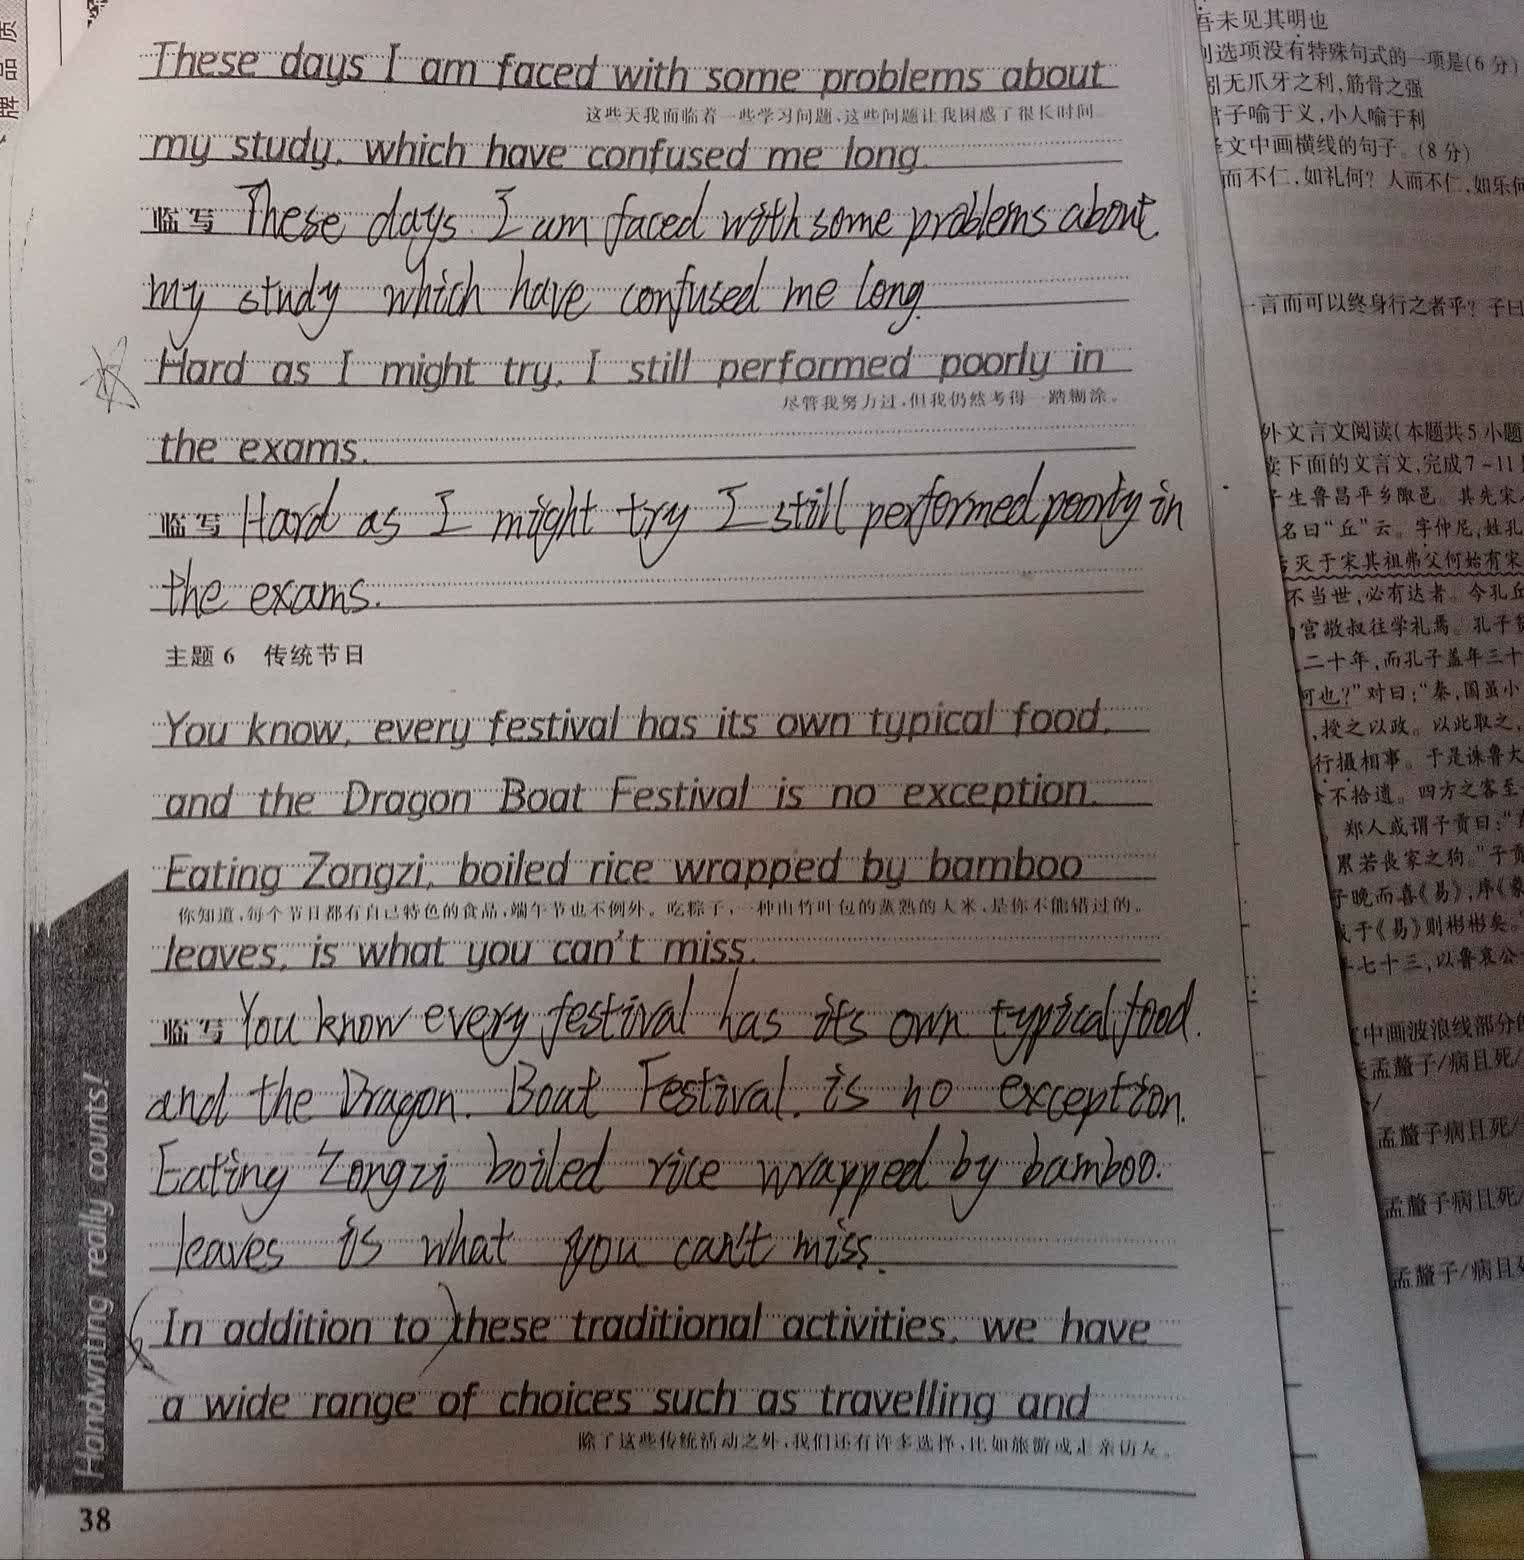 These days I am faced with some problems about
这些天我面临着一些学习问题,这些问题让我困惑了很长时间
my study, which have confused me long.
临写 These days. I am faced with some problems about
my study which have confused me long.
Hard as I might try, I still performed poorly in
尽管我努力过,但我仍然考得一踏糊涂。
the exams.
临写 Hard as I might try I still performed poorly in
the exams.
主题6 传统节日
You know, every festival has its own typical food,
and the Dragon Boat Festival is no exception.
Eating Zongzi, boiled rice wrapped by bamboo
你知道,每个节日都有自己特色的食品,端午节也不例外。吃粽子,一种由竹叶包的蒸熟的大米,是你不能错过的。
leaves, is what you can't miss.
临写 You know every festival has its own typical food.
and the Dragon. Boat Festival. is no exception.
Eating Zongzi boiled rice wrapped by bamboo.
leaves is what you can't miss.
(In addition to) these traditional activities, we have
a wide range of choices such as travelling and
除了这些传统活动之外,我们还有许多选择,比如旅游或走亲访友。
Handwriting really counts!
38
牌品质
吾未见其明也
选项没有特殊句式的一项是(6分)
无爪牙之利,筋骨之强
子喻于义,小人喻于利
文中画横线的句子。(8分)
而不仁,如礼何?人而不仁,如乐何
言而可以终身行之者乎?子曰
外文言文阅读(本题共5小题
下面的文言文,完成7-11
生鲁昌平乡陬邑。其先宋
名曰“丘”云。字仲尼,姓孔
灭于宋其祖弗父何始有宋
不当世,必有达者。今孔丘
宫敬叔往学礼焉。孔子
二十年,而孔子盖年三十
何也?”对曰:“秦,国虽小
,授之以政。以此取之,
行摄相事。于是诛鲁大
不拾遗。四方之客至
郑人或谓子贡曰:“
累若丧家之狗。”子贡
子晚而喜《易》,序《
于《易》则彬彬矣。”
七十三,以鲁哀公
中画波浪线部分
孟釐子/病且死/
孟釐子病且死/
孟釐子病且死/
孟釐子/病且死